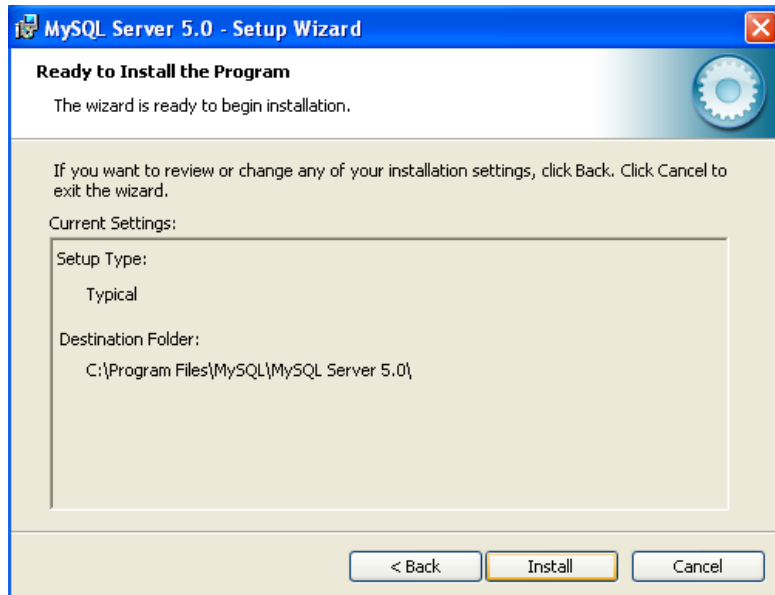 MySQL Server 5.0 - Setup Wizard
Ready to Install the Program
The wizard is ready to begin installation.
If you want to review or change any of your installation settings, click Back. Click Cancel to
exit the wizard.
Current Settings:
Setup Type:
Typical
Destination Folder:
C:\Program Files\MySQL\MySQL Server 5.0\
< Back Install Cancel